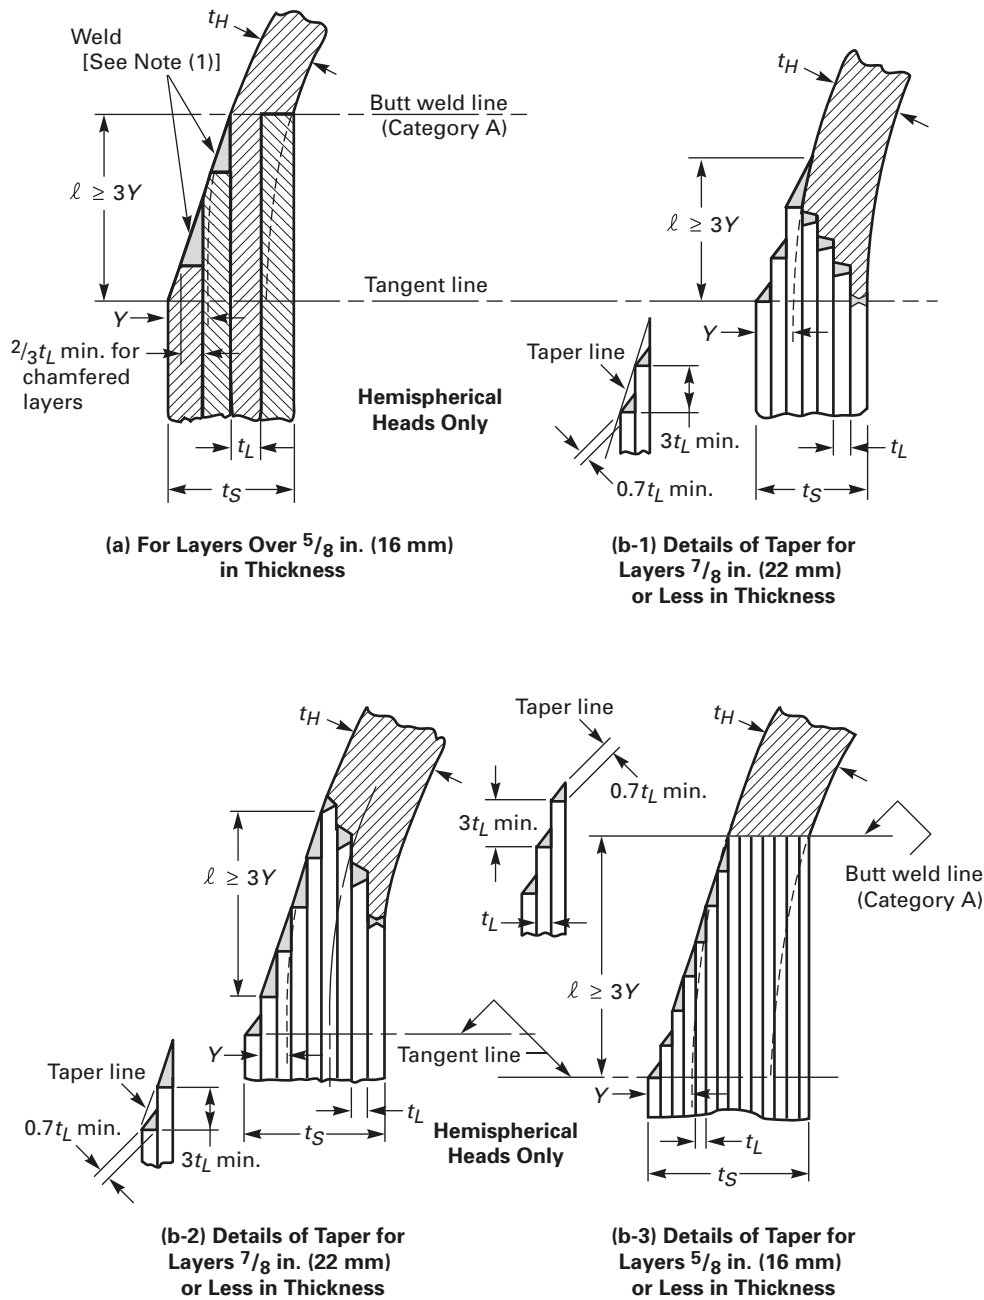 t_H
Weld
[See Note (1)]
Butt weld line
(Category A)
ℓ ≥ 3Y
Tangent line
Y
2/3t_L min. for
chamfered
layers
t_L
t_S
Hemispherical
Heads Only
(a) For Layers Over 5/8 in. (16 mm)
in Thickness
t_H
ℓ ≥ 3Y
Y
Taper line
3t_L min.
0.7t_L min.
t_L
t_S
(b-1) Details of Taper for
Layers 7/8 in. (22 mm)
or Less in Thickness
t_H
ℓ ≥ 3Y
Y
Tangent line
Taper line
0.7t_L min.
3t_L min.
t_L
t_S
Hemispherical
Heads Only
(b-2) Details of Taper for
Layers 7/8 in. (22 mm)
or Less in Thickness
Taper line
0.7t_L min.
3t_L min.
t_L
t_H
Butt weld line
(Category A)
ℓ ≥ 3Y
Y
t_L
t_S
(b-3) Details of Taper for
Layers 5/8 in. (16 mm)
or Less in Thickness